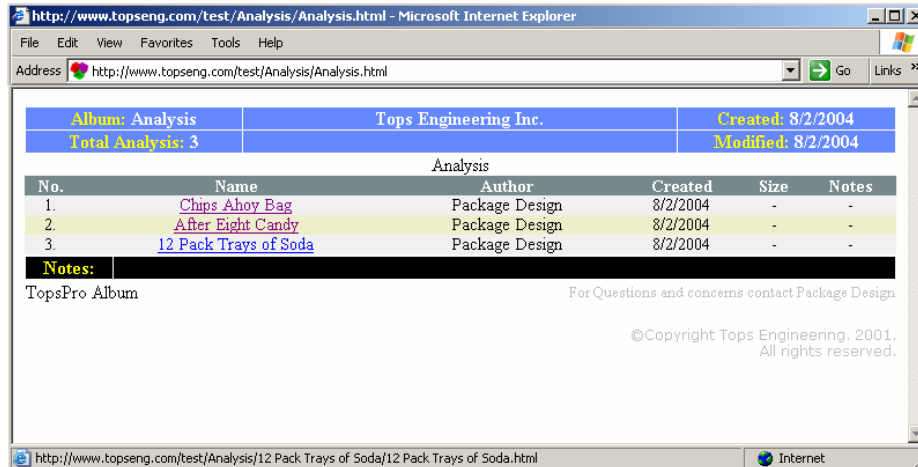 http://www.topseng.com/test/Analysis/Analysis.html - Microsoft Internet Explorer
File Edit View Favorites Tools Help
Address http://www.topseng.com/test/Analysis/Analysis.html Go Links »
Album: Analysis Tops Engineering Inc. Created: 8/2/2004
Total Analysis: 3 Modified: 8/2/2004
Analysis
No. Name Author Created Size Notes
1. Chips Ahoy Bag Package Design 8/2/2004 - -
2. After Eight Candy Package Design 8/2/2004 - -
3. 12 Pack Trays of Soda Package Design 8/2/2004 - -
Notes:
TopsPro Album For Questions and concerns contact Package Design
©Copyright Tops Engineering. 2001.
All rights reserved.
http://www.topseng.com/test/Analysis/12 Pack Trays of Soda/12 Pack Trays of Soda.html Internet